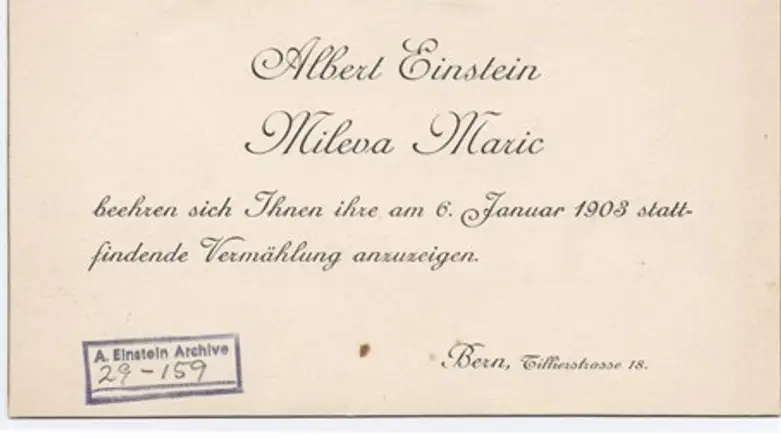 Albert Einstein
Mileva Maric
beehren sich Ihnen ihre am 6. Januar 1903 statt-
findende Vermählung anzuzeigen.
Bern, Tillierstrasse 18.
A. Einstein Archive
29-159